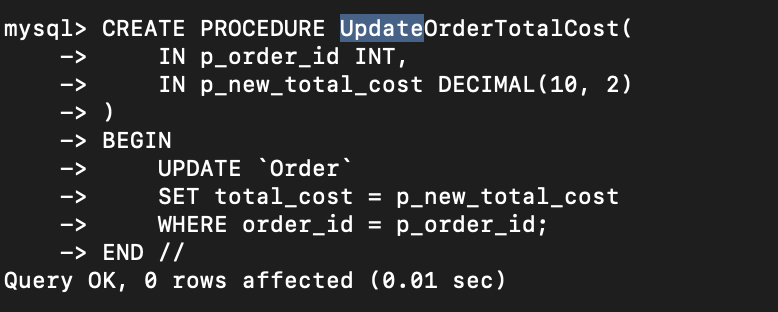 mysql> CREATE PROCEDURE UpdateOrderTotalCost(
    ->     IN p_order_id INT,
    ->     IN p_new_total_cost DECIMAL(10, 2)
    -> )
    -> BEGIN
    ->     UPDATE `Order`
    ->     SET total_cost = p_new_total_cost
    ->     WHERE order_id = p_order_id;
    -> END //
Query OK, 0 rows affected (0.01 sec)